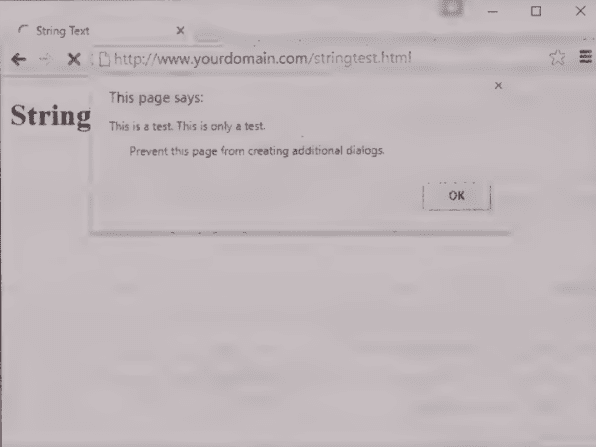 String Text
http://www.yourdomain.com/stringtest.html
This page says:
String
This is a test. This is only a test.
Prevent this page from creating additional dialogs.
OK